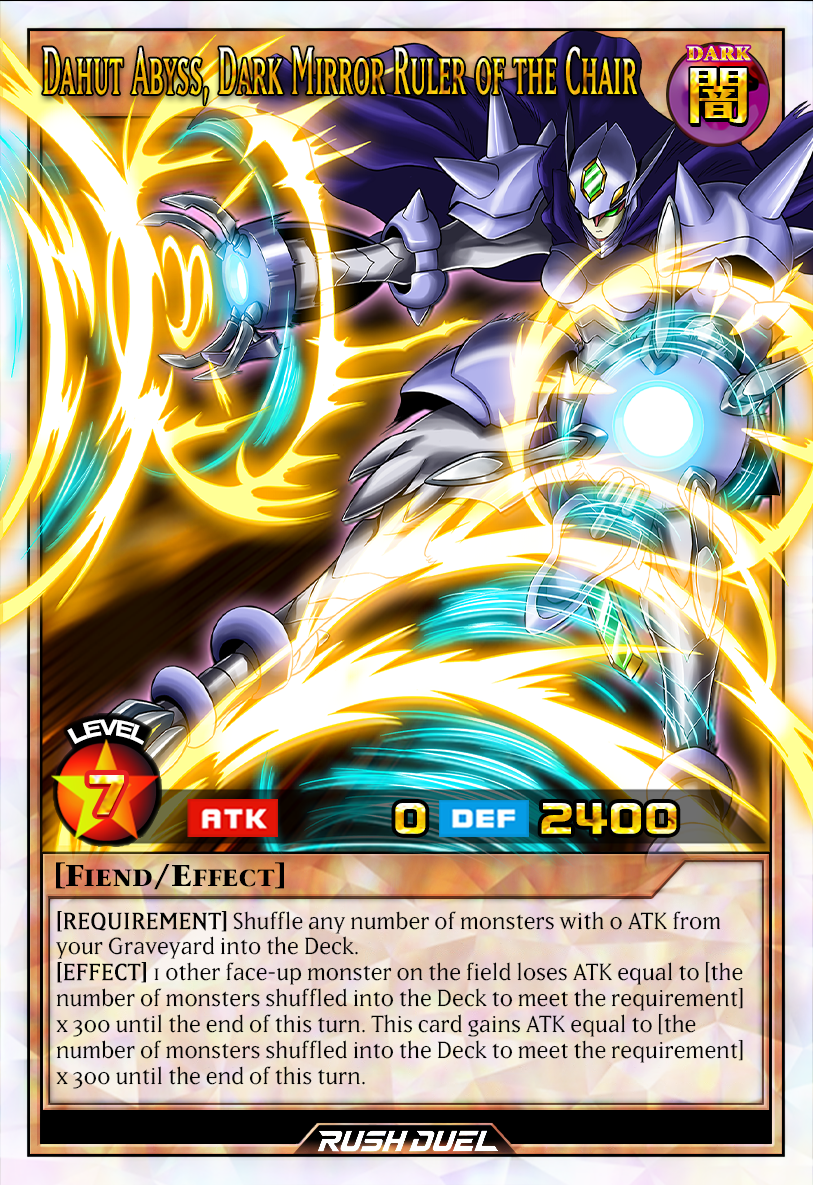 Dahut Abyss, Dark Mirror Ruler of the Chair
DARK
闇
LEVEL
7
ATK 0 DEF 2400
[Fiend/Effect]
[REQUIREMENT] Shuffle any number of monsters with 0 ATK from
your Graveyard into the Deck.
[EFFECT] 1 other face-up monster on the field loses ATK equal to [the
number of monsters shuffled into the Deck to meet the requirement]
x 300 until the end of this turn. This card gains ATK equal to [the
number of monsters shuffled into the Deck to meet the requirement]
x 300 until the end of this turn.
RUSH DUEL